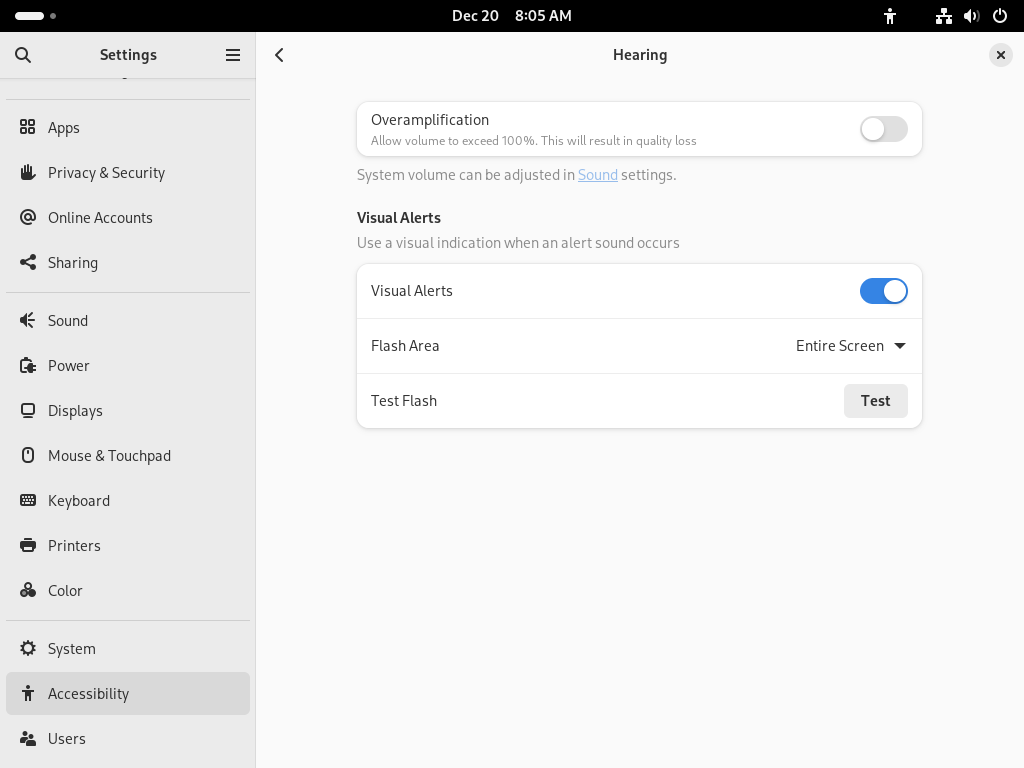 Dec 20 8:05 AM
Settings
Hearing
Apps
Privacy & Security
Online Accounts
Sharing
Sound
Power
Displays
Mouse & Touchpad
Keyboard
Printers
Color
System
Accessibility
Users
Overamplification
Allow volume to exceed 100%. This will result in quality loss
System volume can be adjusted in Sound settings.
Visual Alerts
Use a visual indication when an alert sound occurs
Visual Alerts
Flash Area Entire Screen
Test Flash Test